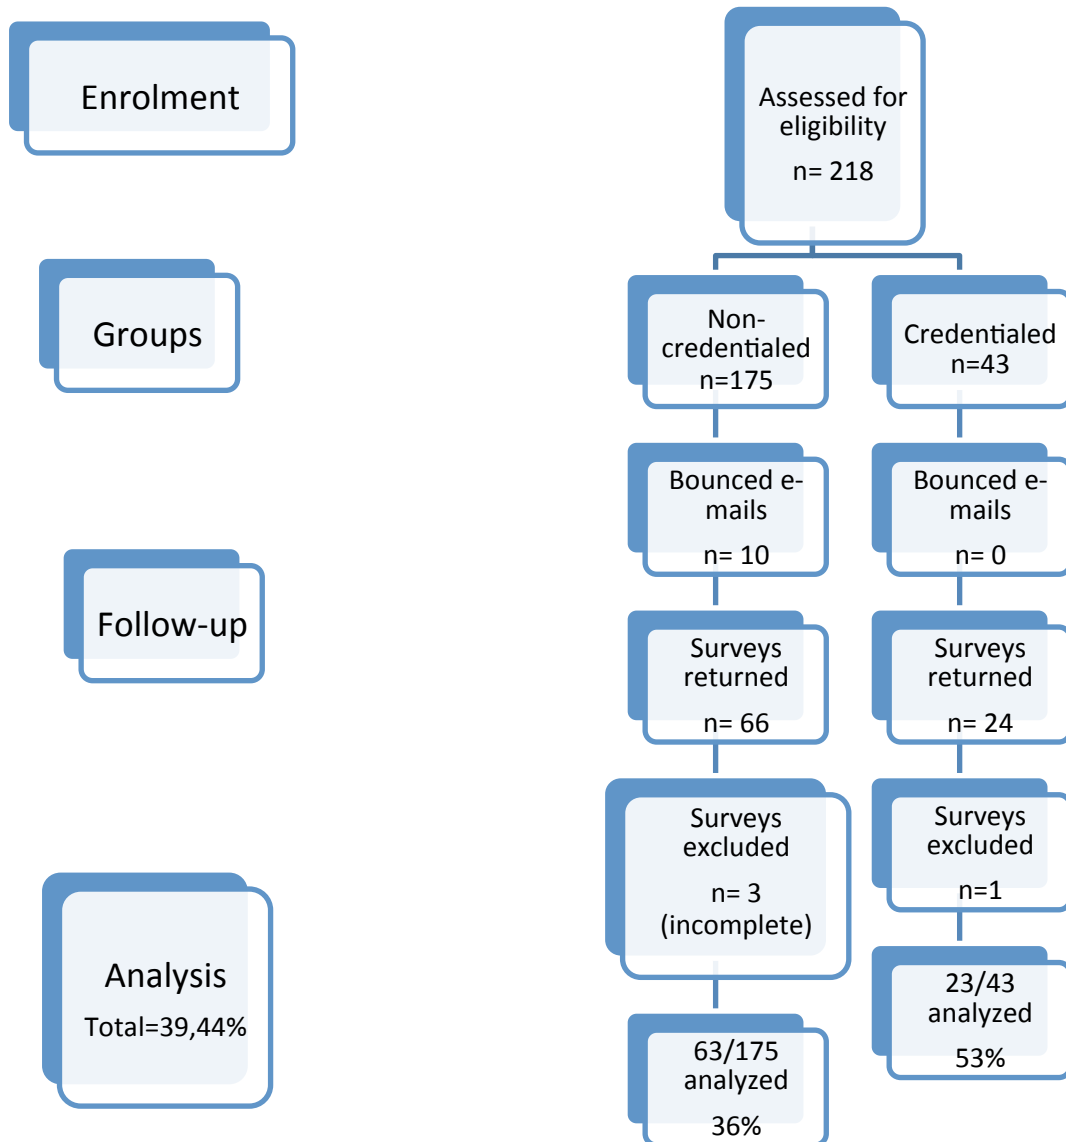 Enrolment
Assessed for
eligibility
n= 218
Groups
Non-
credentialed
n=175
Credentialed
n=43
Bounced e-
mails
n= 10
Bounced e-
mails
n= 0
Follow-up
Surveys
returned
n= 66
Surveys
returned
n= 24
Surveys
excluded
n= 3
(incomplete)
Surveys
excluded
n=1
Analysis
Total=39,44%
63/175
analyzed
36%
23/43
analyzed
53%